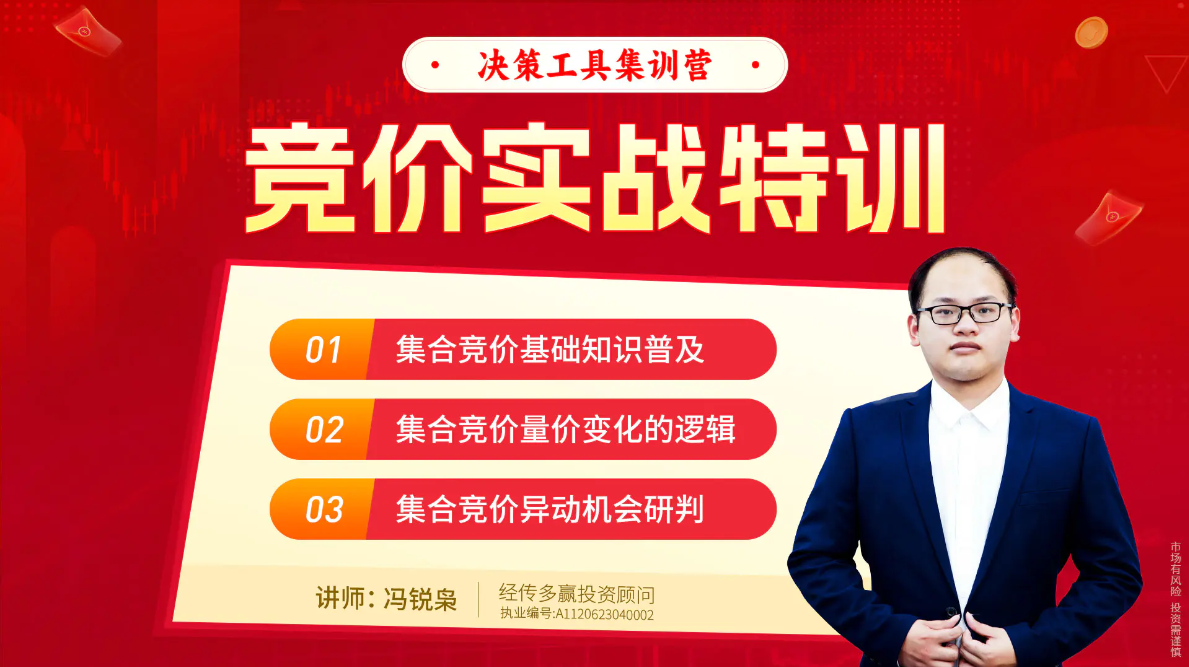 · 决策工具集训营 ·
竞价实战特训
01 集合竞价基础知识普及
02 集合竞价量价变化的逻辑
03 集合竞价异动机会研判
讲师：冯锐枭
经传多赢投资顾问
执业编号:A1120623040002
市场有风险 投资需谨慎